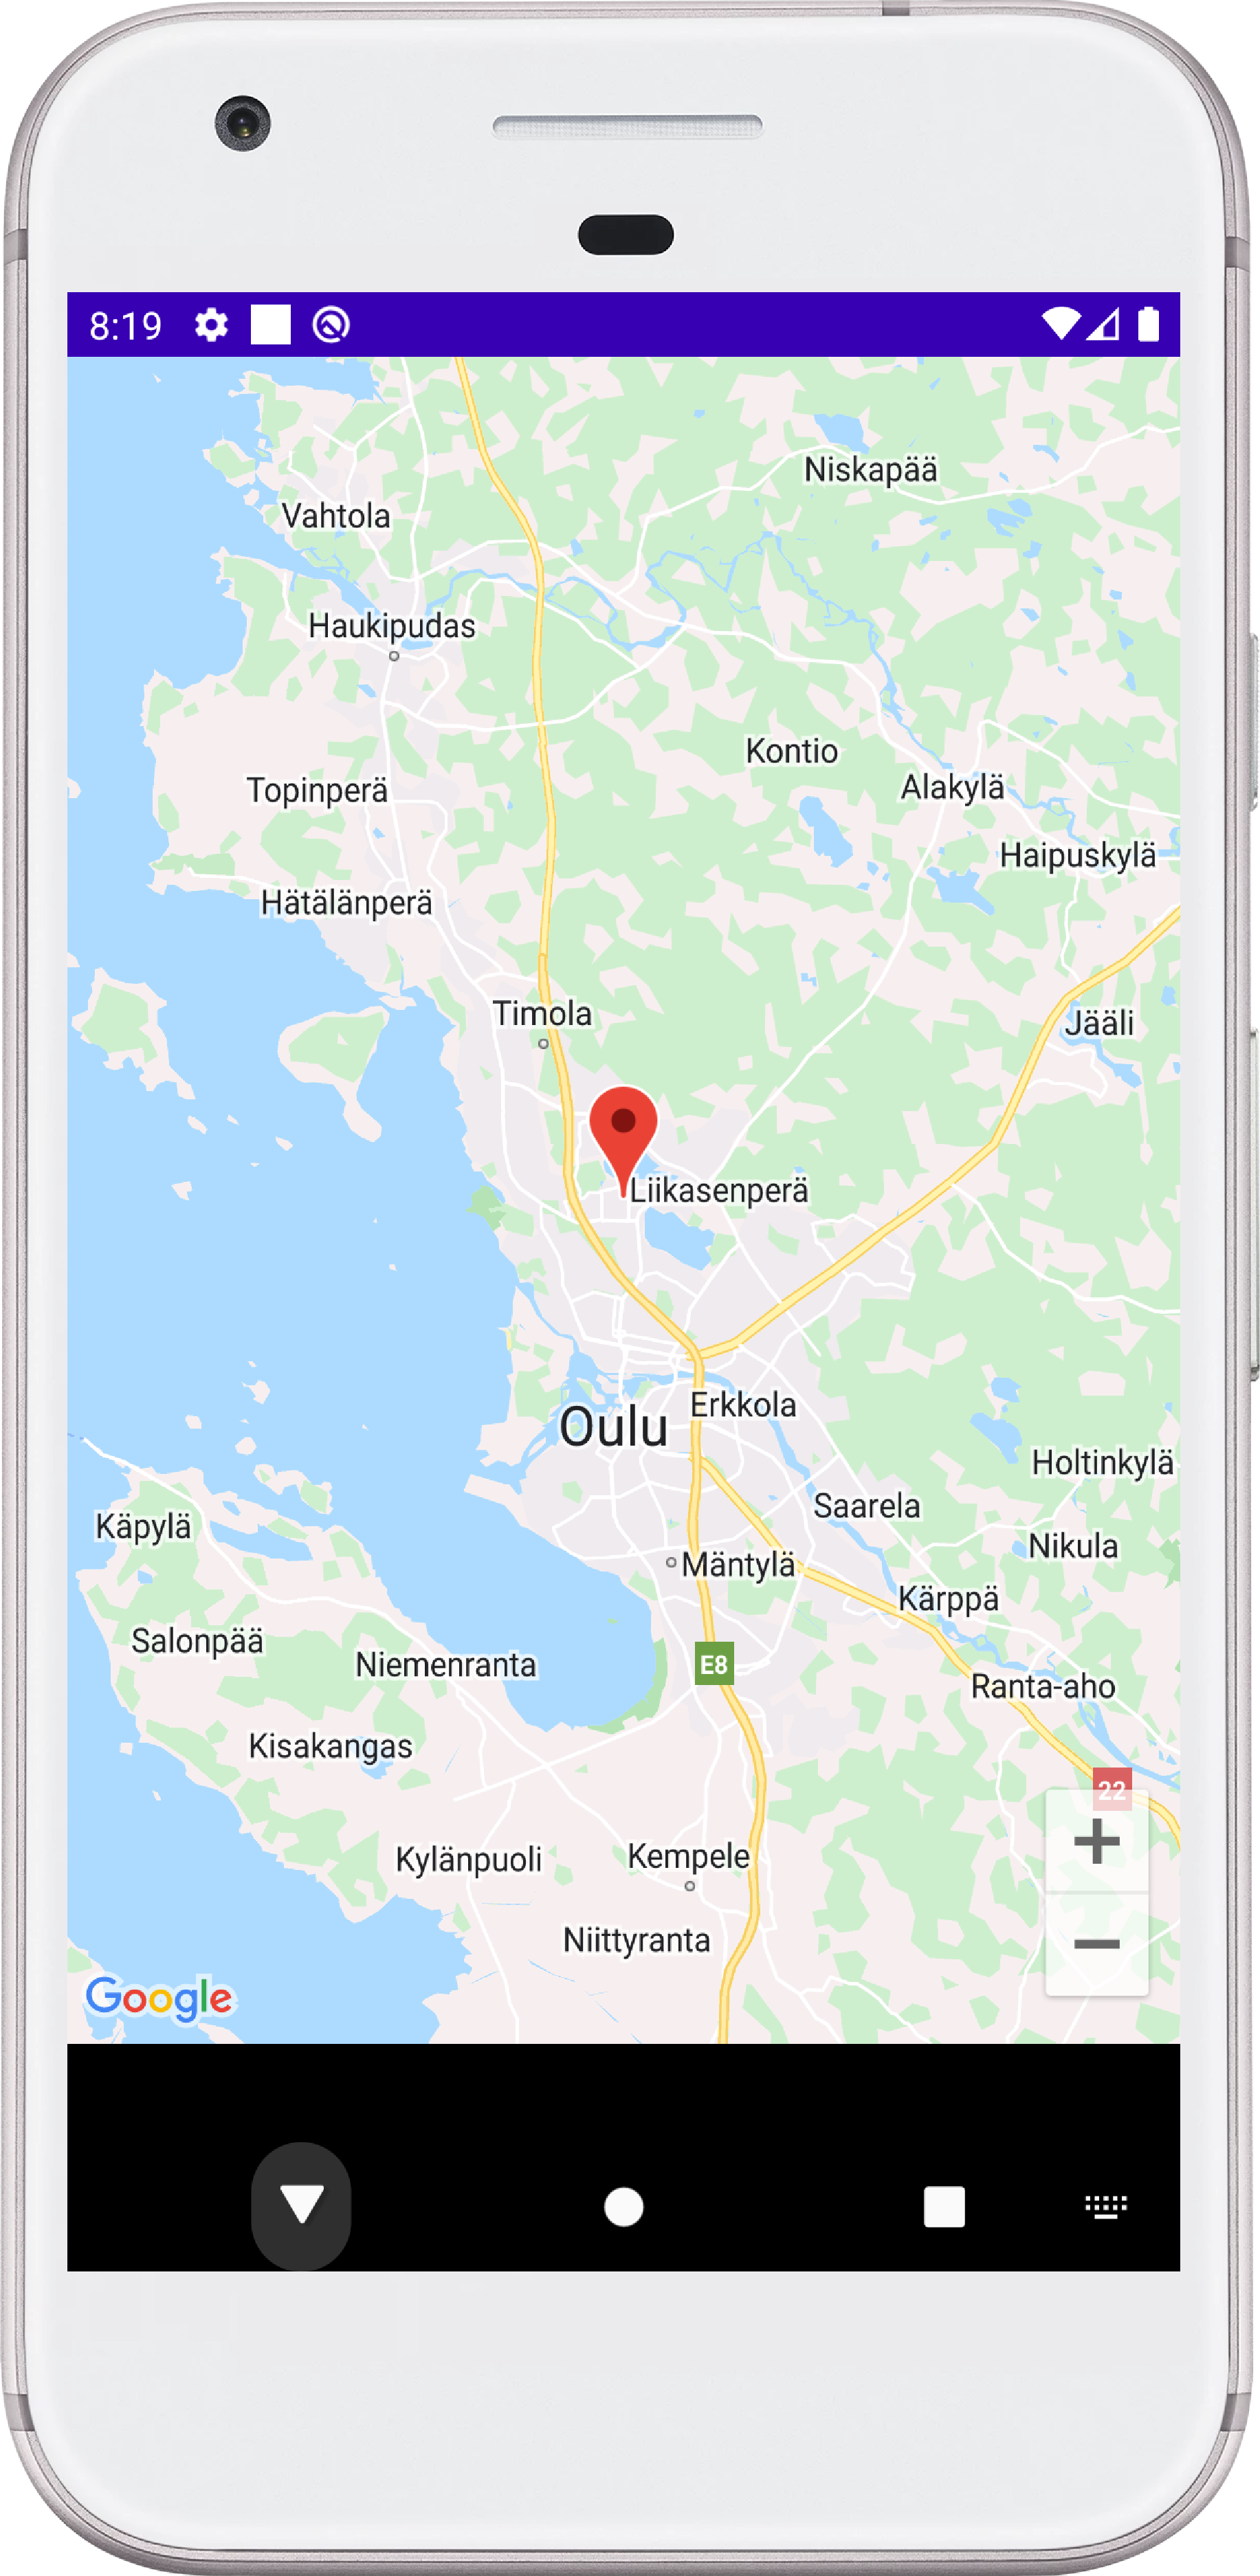 8:19
Niskapää
Vahtola
Haukipudas
Kontio
Topinperä
Alakylä
Haipuskylä
Hätälänperä
Timola
Jääli
Liikasenperä
Erkkola
Oulu
Holtinkylä
Saarela
Käpylä
Nikula
Mäntylä
Kärppä
Salonpää
Niemenranta
E8
Ranta-aho
Kisakangas
22
Kempele
Kylänpuoli
Niittyranta
Google